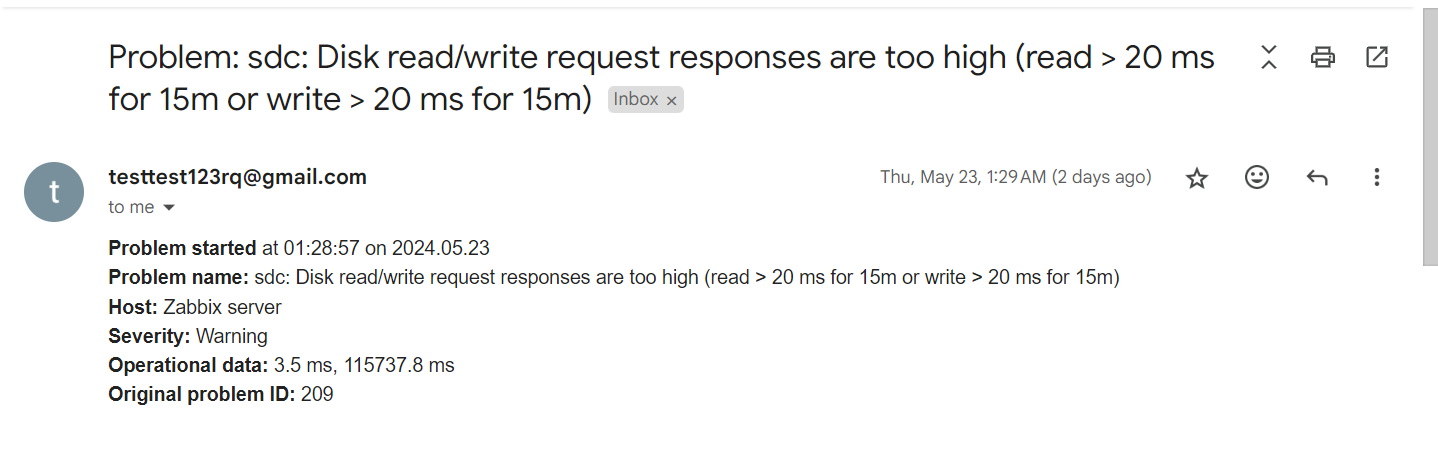 Problem: sdc: Disk read/write request responses are too high (read > 20 ms
for 15m or write > 20 ms for 15m) Inbox ×
t
testtest123rq@gmail.com Thu, May 23, 1:29 AM (2 days ago)
to me
Problem started at 01:28:57 on 2024.05.23
Problem name: sdc: Disk read/write request responses are too high (read > 20 ms for 15m or write > 20 ms for 15m)
Host: Zabbix server
Severity: Warning
Operational data: 3.5 ms, 115737.8 ms
Original problem ID: 209